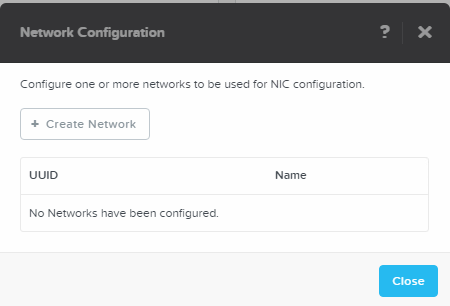 Network Configuration ? ×
Configure one or more networks to be used for NIC configuration.
+ Create Network
UUID Name
No Networks have been configured.
Close